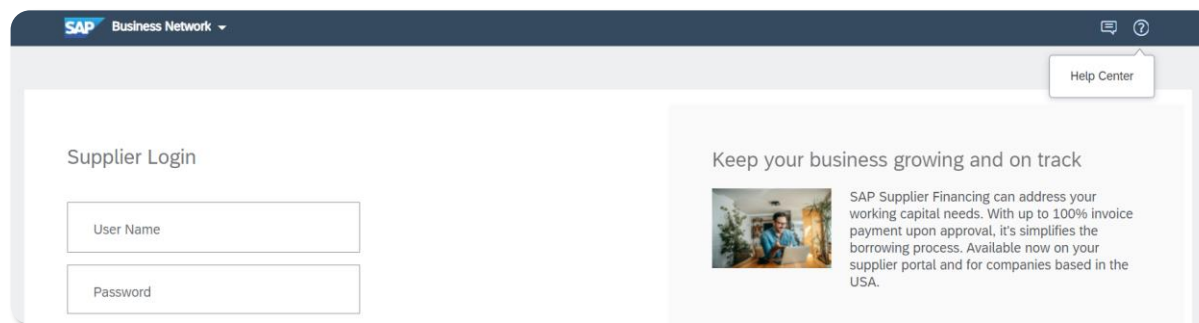 SAP Business Network
Help Center
Supplier Login
User Name
Password
Keep your business growing and on track
SAP Supplier Financing can address your
working capital needs. With up to 100% invoice
payment upon approval, it's simplifies the
borrowing process. Available now on your
supplier portal and for companies based in the
USA.